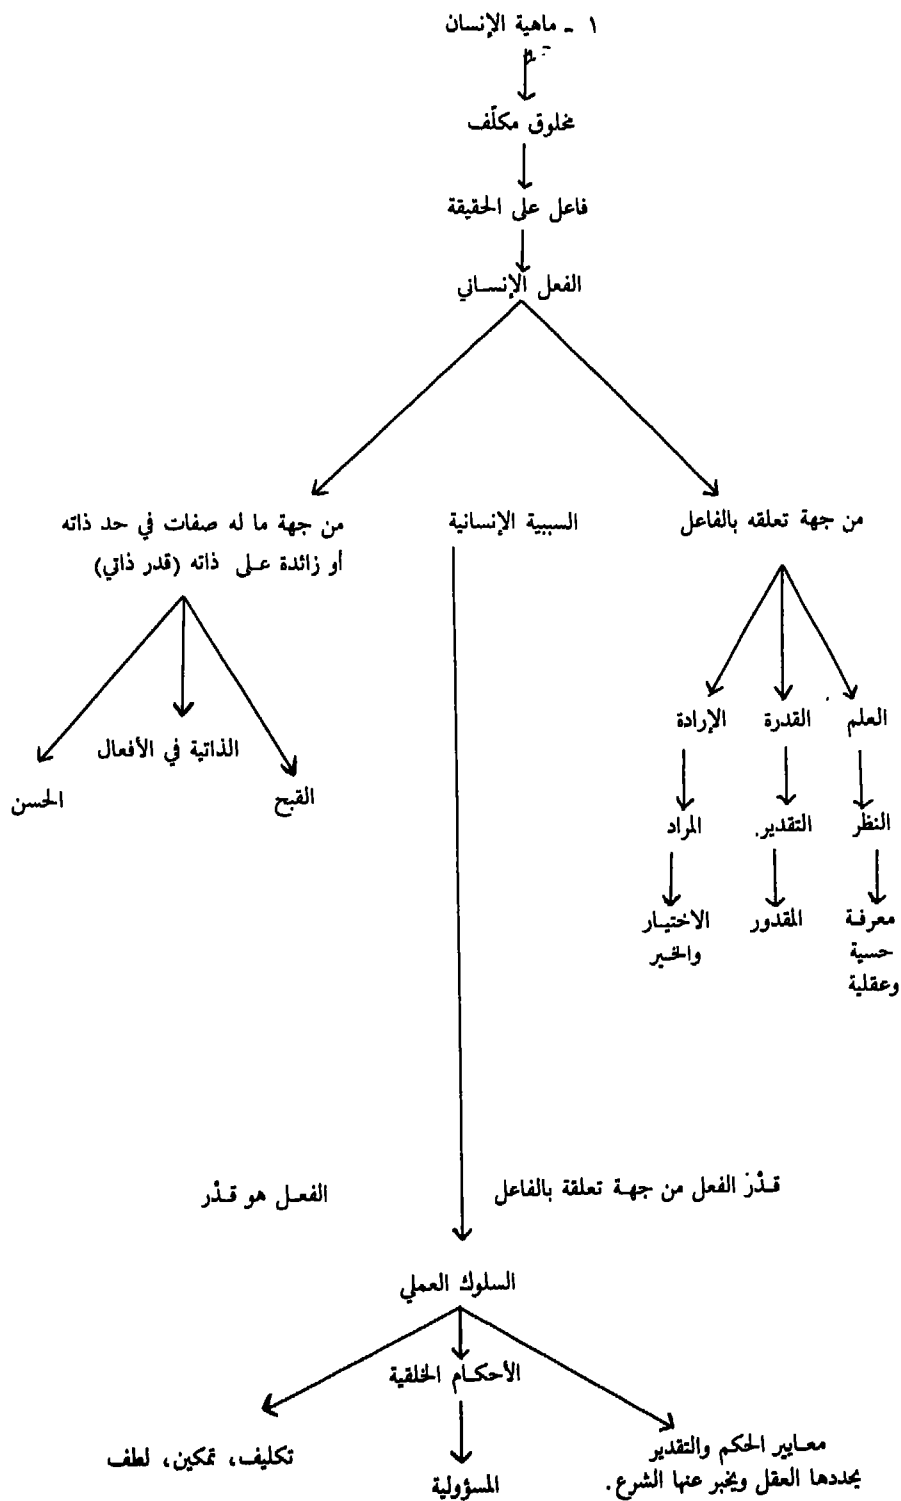 ١ - ماهية الإنسان
مخلوق مكلّف
فاعل على الحقيقة
الفعل الإنساني
من جهة تعلقه بالفاعل
السببية الإنسانية
من جهة ما له صفات في حد ذاته
أو زائدة على ذاته (قدر ذاتي)
العلم
القدرة
الإرادة
القبح
الذاتية في الأفعال
الحسن
النظر
التقدير.
المراد
معرفة
حسية
وعقلية
المقدور
الاختيار
والخير
قدْر الفعل من جهة تعلقة بالفاعل
الفعل هو قدْر
السلوك العملي
الأحكام الخلقية
معايير الحكم والتقدير
يحددها العقل ويخبر عنها الشرع.
المسؤولية
تكليف، تمكين، لطف